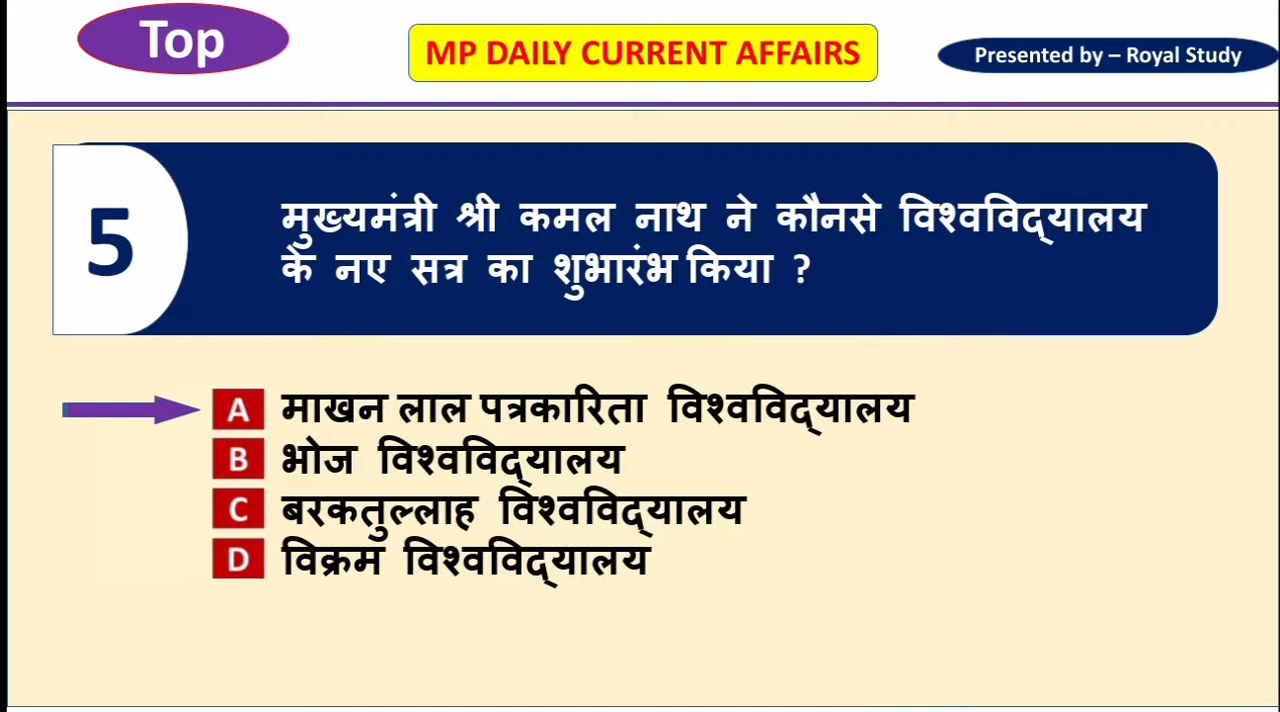 Top
MP DAILY CURRENT AFFAIRS
Presented by – Royal Study
5
मुख्यमंत्री श्री कमल नाथ ने कौनसे विश्वविद्यालय
के नए सत्र का शुभारंभ किया ?
A माखन लाल पत्रकारिता विश्वविद्यालय
B भोज विश्वविद्यालय
C बरकतुल्लाह विश्वविद्यालय
D विक्रम विश्वविद्यालय